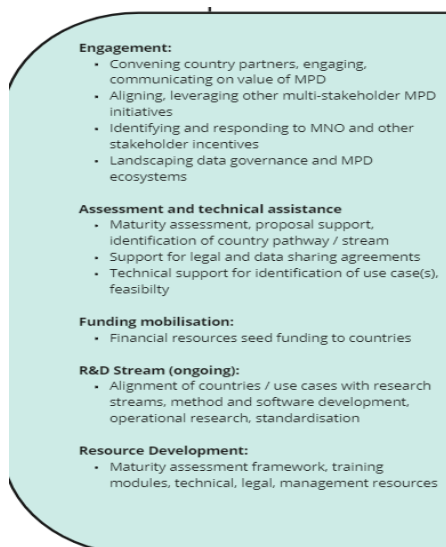 Engagement:
▪ Convening country partners, engaging,
communicating on value of MPD
▪ Aligning, leveraging other multi-stakeholder MPD
initiatives
▪ Identifying and responding to MNO and other
stakeholder incentives
▪ Landscaping data governance and MPD
ecosystems
Assessment and technical assistance
▪ Maturity assessment, proposal support,
identification of country pathway / stream
▪ Support for legal and data sharing agreements
▪ Technical support for identification of use case(s),
feasibilty
Funding mobilisation:
▪ Financial resources seed funding to countries
R&D Stream (ongoing):
▪ Alignment of countries / use cases with research
streams, method and software development,
operational research, standardisation
Resource Development:
▪ Maturity assessment framework, training
modules, technical, legal, management resources